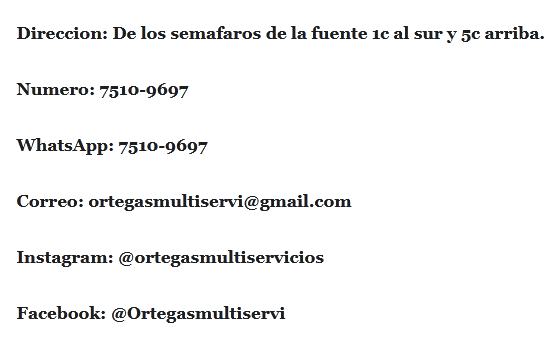 Direccion: De los semafaros de la fuente 1c al sur y 5c arriba.
Numero: 7510-9697
WhatsApp: 7510-9697
Correo: ortegasmultiservi@gmail.com
Instagram: @ortegasmultiservicios
Facebook: @Ortegasmultiservi